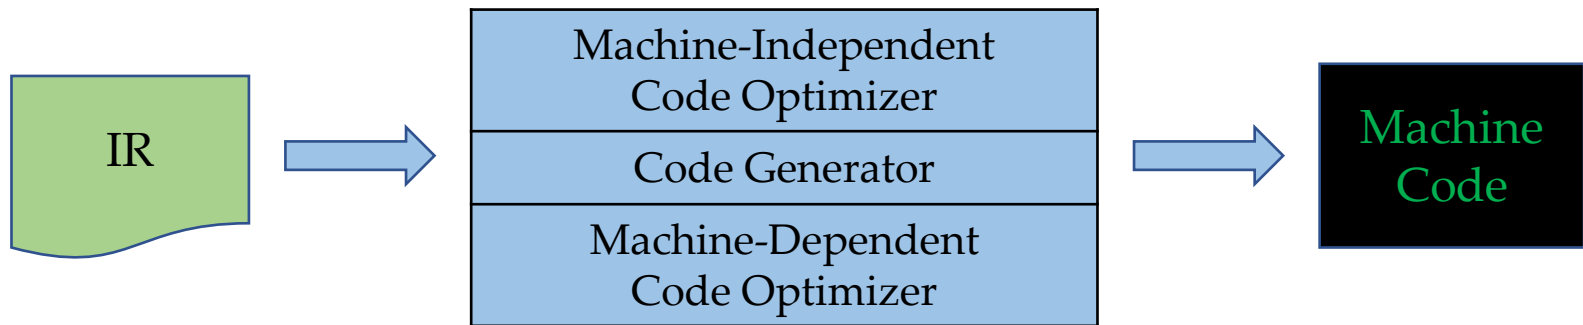 IR
Machine-Independent
Code Optimizer
Code Generator
Machine-Dependent
Code Optimizer
Machine
Code